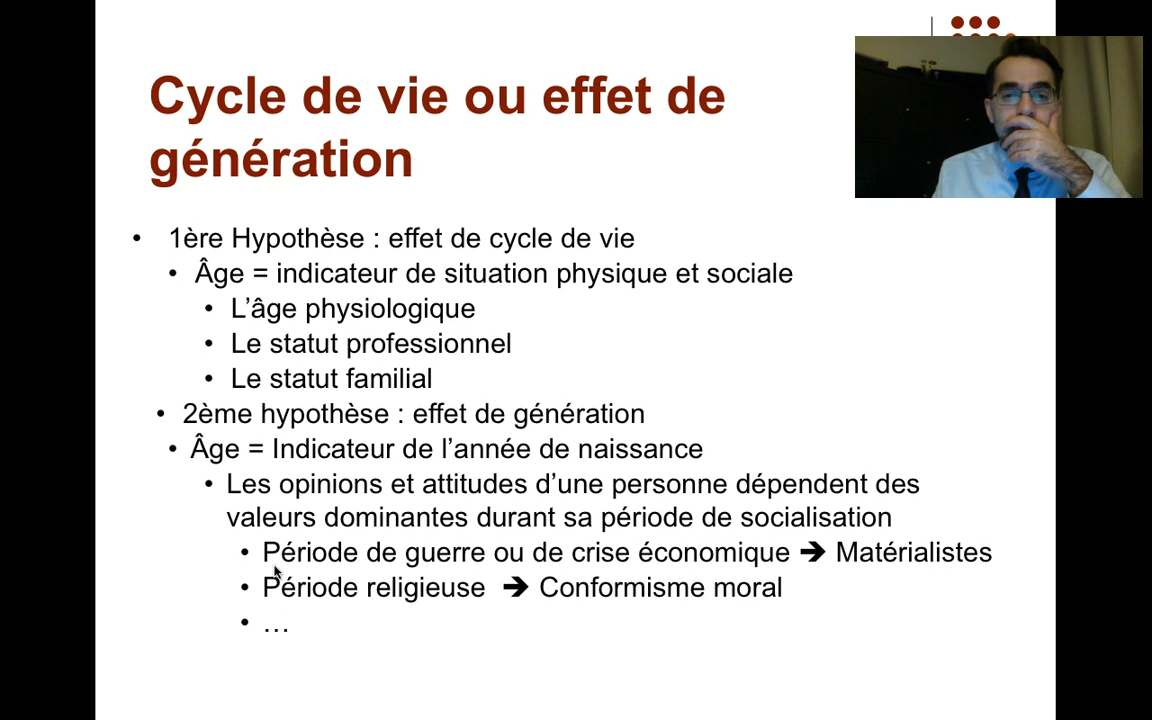 Cycle de vie ou effet de
génération
• 1ère Hypothèse : effet de cycle de vie
• Âge = indicateur de situation physique et sociale
• L’âge physiologique
• Le statut professionnel
• Le statut familial
• 2ème hypothèse : effet de génération
• Âge = Indicateur de l’année de naissance
• Les opinions et attitudes d’une personne dépendent des
valeurs dominantes durant sa période de socialisation
• Période de guerre ou de crise économique ➔ Matérialistes
• Période religieuse ➔ Conformisme moral
• …